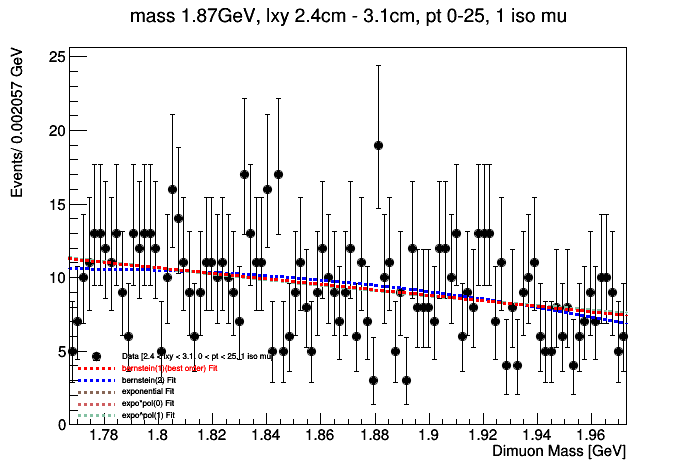 mass 1.87GeV, lxy 2.4cm - 3.1cm, pt 0-25, 1 iso mu
Events/ 0.002057 GeV
25
20
15
10
5
0
Data [2.4 < lxy < 3.1, 0 < pt < 25, 1 iso mu
bernstein(1)(best order) Fit
bernstein(2) Fit
exponential Fit
expo*pol(0) Fit
expo*pol(1) Fit
1.78 1.8 1.82 1.84 1.86 1.88 1.9 1.92 1.94 1.96
Dimuon Mass [GeV]